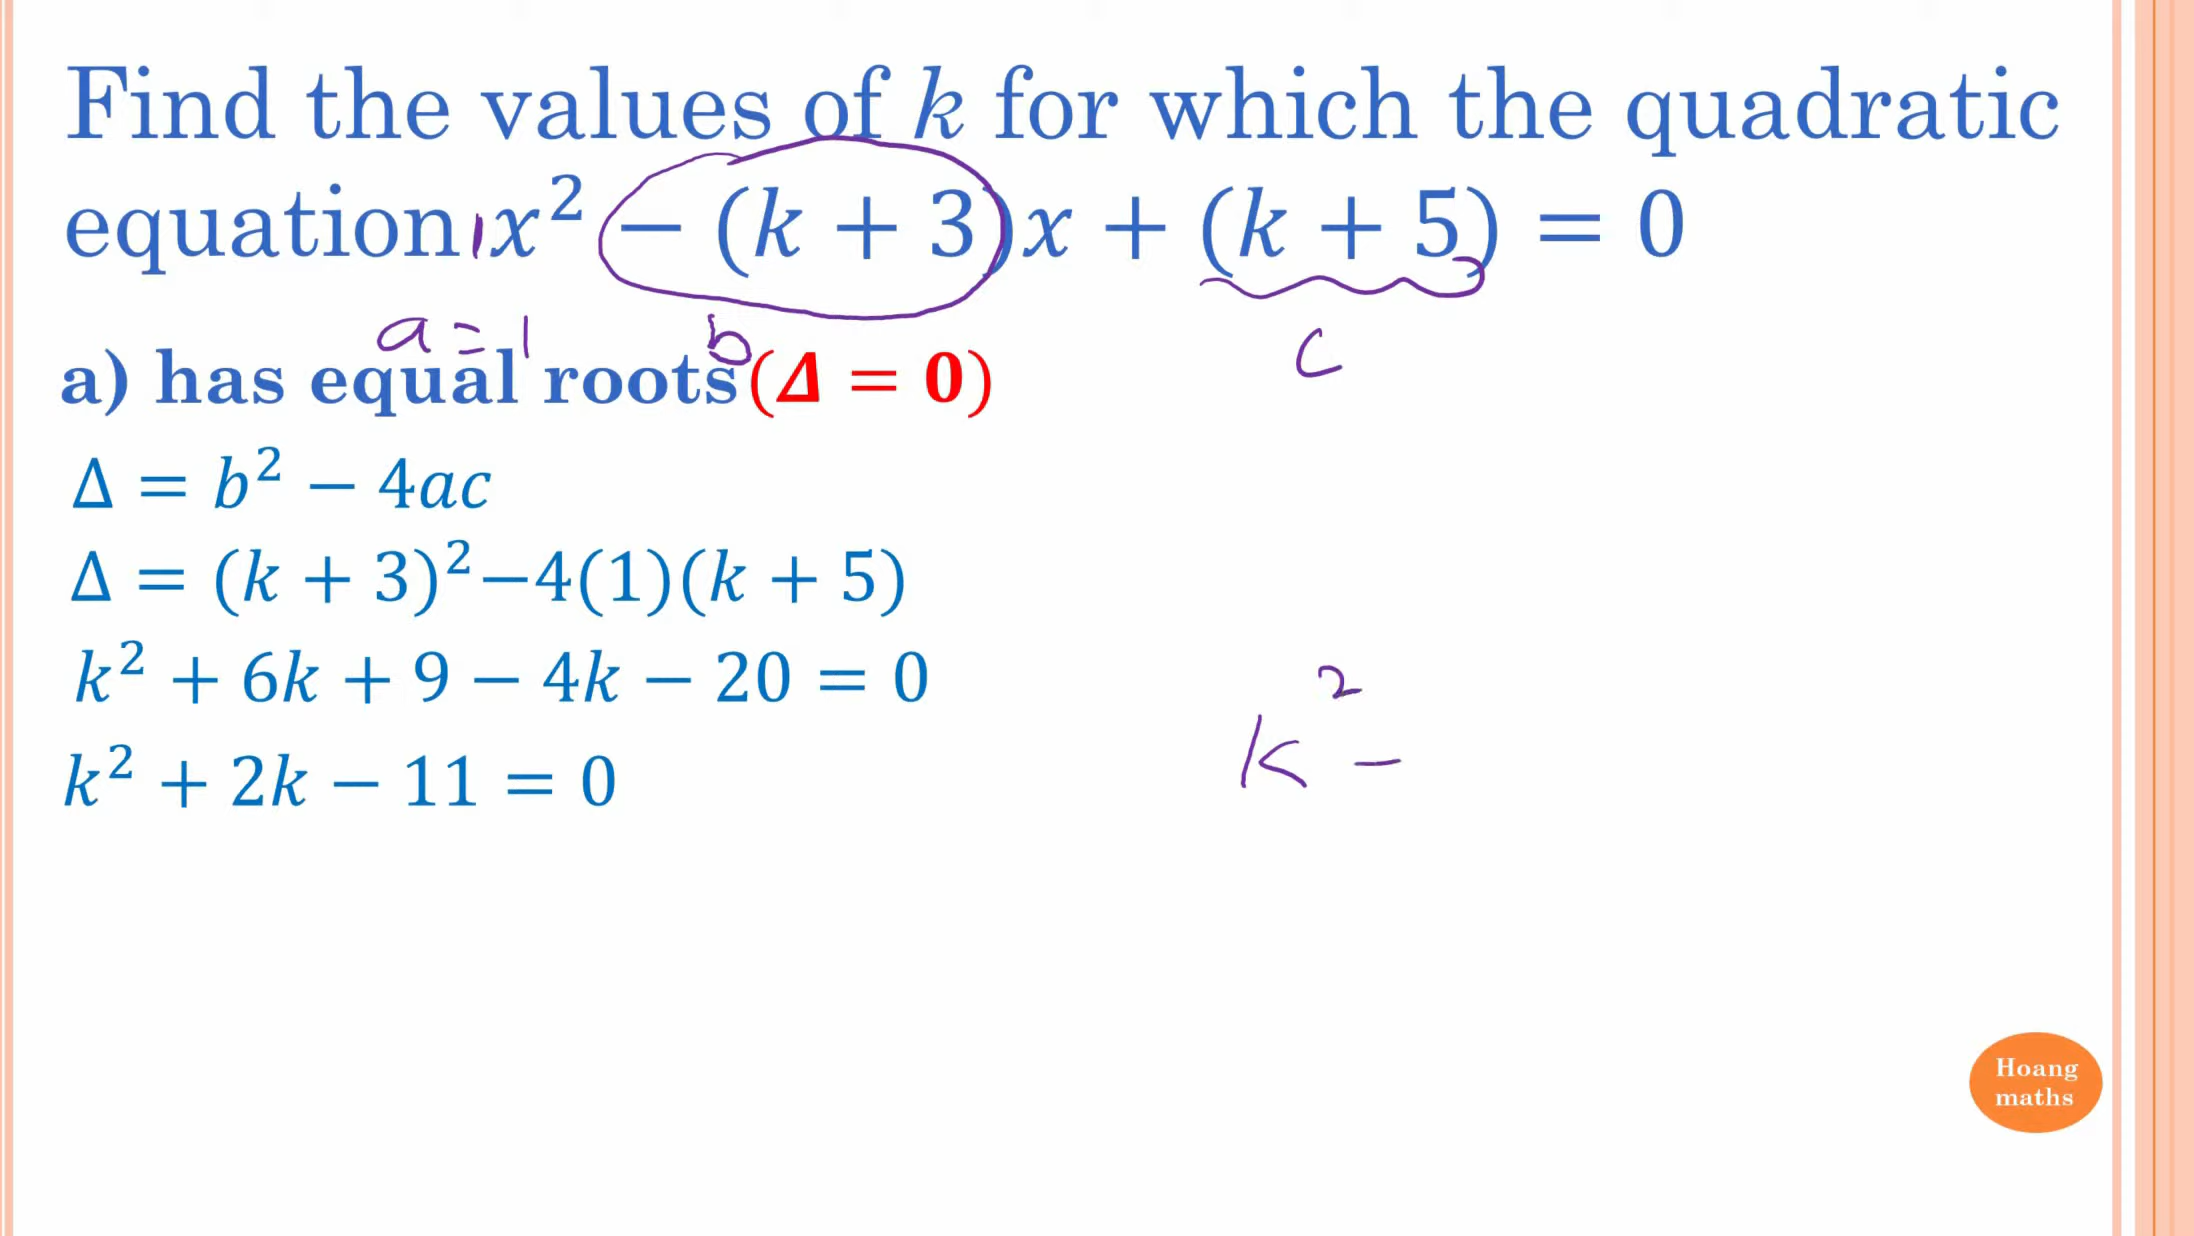 Find the values of k for which the quadratic
equation 1x² − (k + 3)x + (k + 5) = 0
a = 1 b c
a) has equal roots (Δ = 0)
Δ = b² − 4ac
Δ = (k + 3)²−4(1)(k + 5)
k² + 6k + 9 − 4k − 20 = 0
k² + 2k − 11 = 0
k² −
Hoang
maths